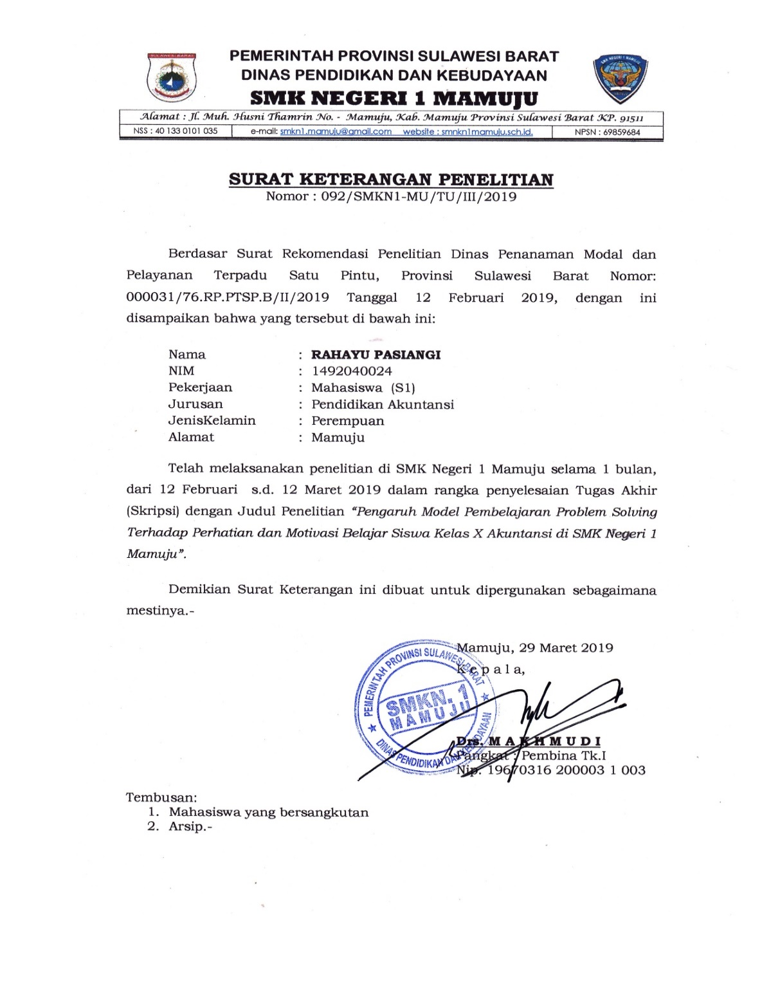 PEMERINTAH PROVINSI SULAWESI BARAT
DINAS PENDIDIKAN DAN KEBUDAYAAN
SMK NEGERI 1 MAMUJU
SULAWESI BARAT
SMK NEGERI 1 MAMUJU
Alamat : Jl. Muh. Husni Thamrin No. - Mamuju, Kab. Mamuju Provinsi Sulawesi Barat KP. 91511
NSS : 40 133 0101 035 e-mail: smkn1.mamuju@gmail.com website : smnkn1mamuju.sch.id. NPSN : 69859684
SURAT KETERANGAN PENELITIAN
Nomor : 092/SMKN1-MU/TU/III/2019
Berdasar Surat Rekomendasi Penelitian Dinas Penanaman Modal dan
Pelayanan Terpadu Satu Pintu, Provinsi Sulawesi Barat Nomor:
000031/76.RP.PTSP.B/II/2019 Tanggal 12 Februari 2019, dengan ini
disampaikan bahwa yang tersebut di bawah ini:
Nama : RAHAYU PASIANGI
NIM : 1492040024
Pekerjaan : Mahasiswa (S1)
Jurusan : Pendidikan Akuntansi
JenisKelamin : Perempuan
Alamat : Mamuju
Telah melaksanakan penelitian di SMK Negeri 1 Mamuju selama 1 bulan,
dari 12 Februari s.d. 12 Maret 2019 dalam rangka penyelesaian Tugas Akhir
(Skripsi) dengan Judul Penelitian “Pengaruh Model Pembelajaran Problem Solving
Terhadap Perhatian dan Motivasi Belajar Siswa Kelas X Akuntansi di SMK Negeri 1
Mamuju”.
Demikian Surat Keterangan ini dibuat untuk dipergunakan sebagaimana
mestinya.-
Mamuju, 29 Maret 2019
K e p a l a,
PEMERINTAH PROVINSI SULAWESI BARAT
SMKN. 1
MAMUJU
DINAS PENDIDIKAN DAN KEBUDAYAAN
Drs. M A K H M U D I
Pangkat : Pembina Tk.I
Nip. 19670316 200003 1 003
Tembusan:
1. Mahasiswa yang bersangkutan
2. Arsip.-